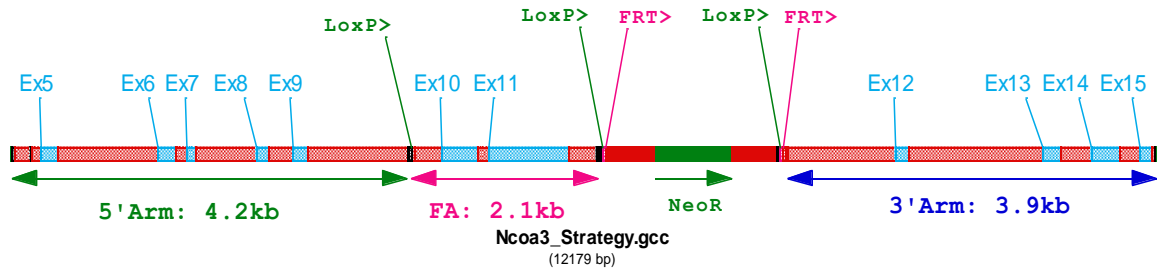 LoxP> LoxP> FRT> LoxP> FRT>
Ex5 Ex6 Ex7 Ex8 Ex9 Ex10 Ex11 Ex12 Ex13 Ex14 Ex15
5'Arm: 4.2kb FA: 2.1kb NeoR 3'Arm: 3.9kb
Ncoa3_Strategy.gcc
(12179 bp)